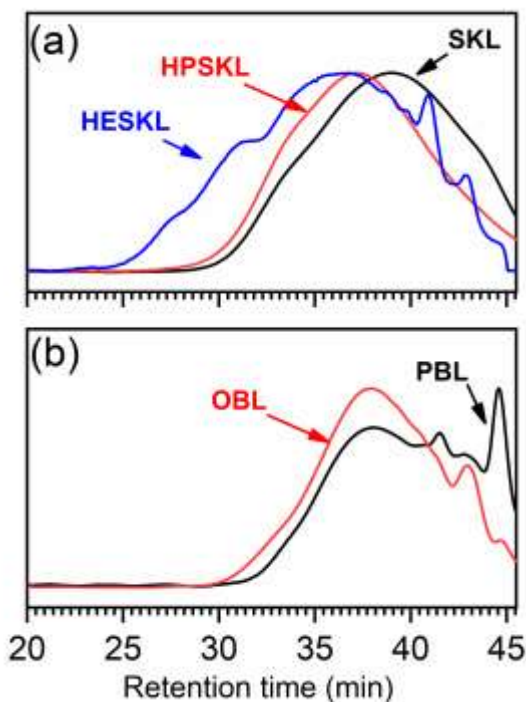 (a)
SKL
HPSKL
HESKL
(b)
PBL
OBL
20 25 30 35 40 45
Retention time (min)